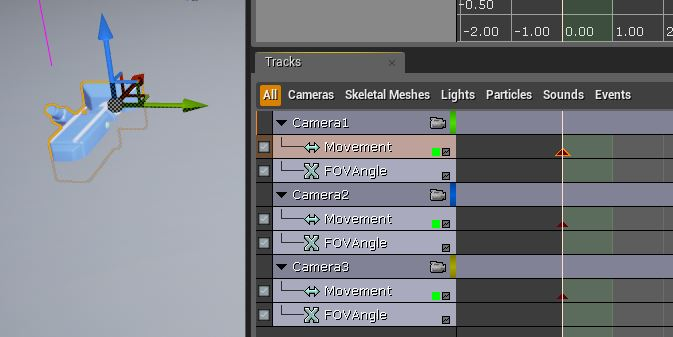 -0.50
-2.00 -1.00 0.00 1.00 2
Tracks
All Cameras Skeletal Meshes Lights Particles Sounds Events
Camera1
Movement
FOVAngle
Camera2
Movement
FOVAngle
Camera3
Movement
FOVAngle